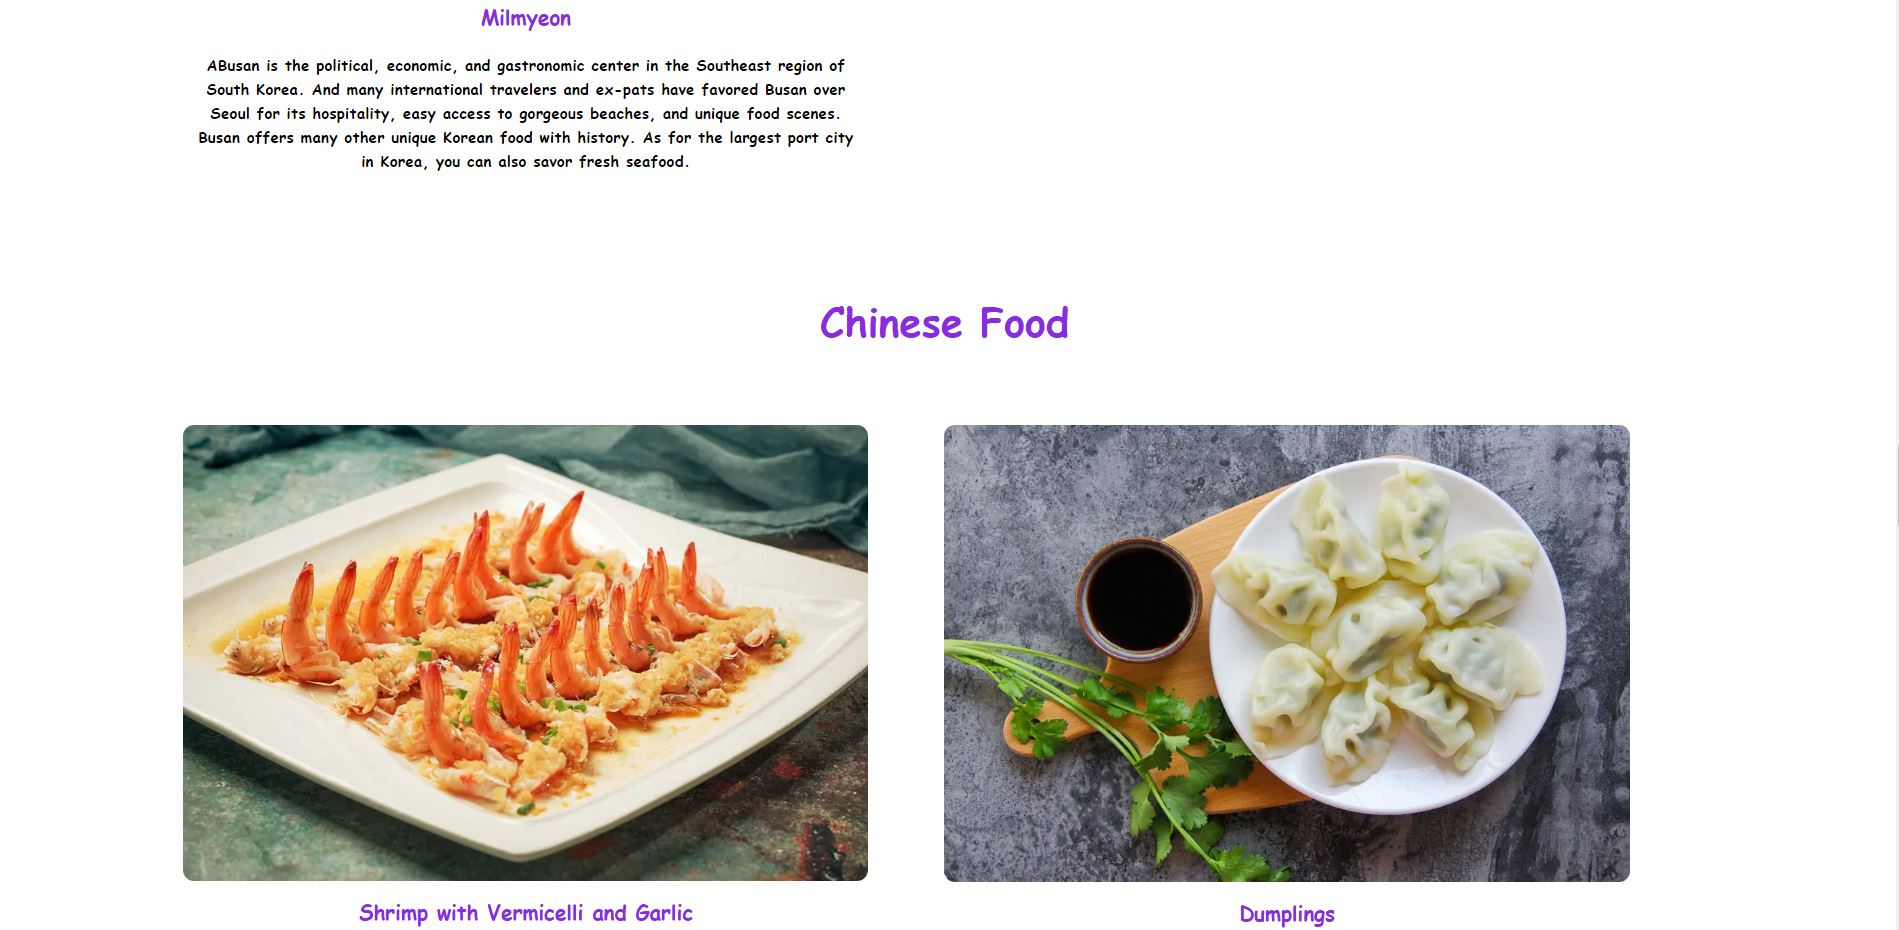 Milmyeon
ABusan is the political, economic, and gastronomic center in the Southeast region of
South Korea. And many international travelers and ex-pats have favored Busan over
Seoul for its hospitality, easy access to gorgeous beaches, and unique food scenes.
Busan offers many other unique Korean food with history. As for the largest port city
in Korea, you can also savor fresh seafood.
Chinese Food
Shrimp with Vermicelli and Garlic
Dumplings